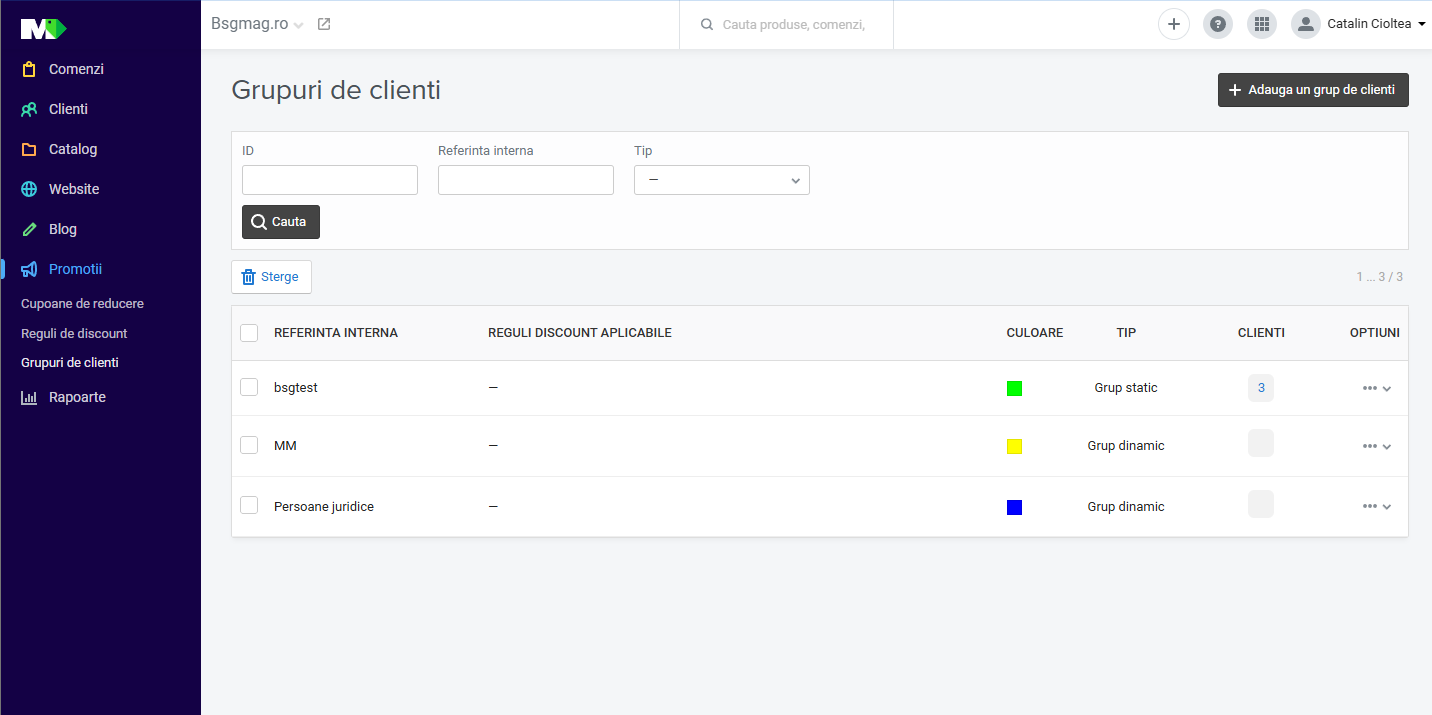 Bsgmag.ro
Cauta produse, comenzi,
Catalin Cioltea
Comenzi
Clienti
Catalog
Website
Blog
Promotii
Cupoane de reducere
Reguli de discount
Grupuri de clienti
Rapoarte
Grupuri de clienti
+ Adauga un grup de clienti
ID Referinta interna Tip
—
Cauta
Sterge
1 ... 3 / 3
REFERINTA INTERNA REGULI DISCOUNT APLICABILE CULOARE TIP CLIENTI OPTIUNI
bsgtest — Grup static 3
MM — Grup dinamic
Persoane juridice — Grup dinamic